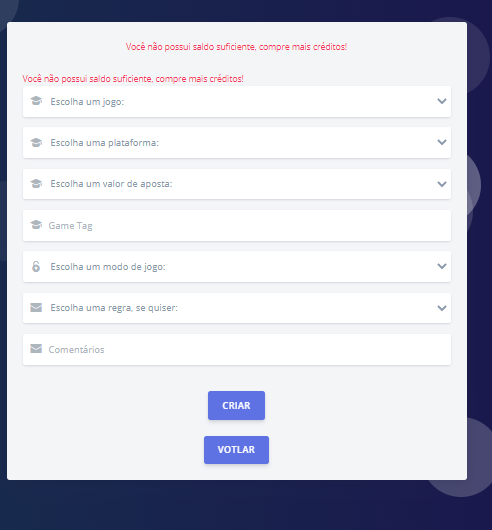 Você não possui saldo suficiente, compre mais créditos!
Você não possui saldo suficiente, compre mais créditos!
Escolha um jogo:
Escolha uma plataforma:
Escolha um valor de aposta:
Game Tag
Escolha um modo de jogo:
Escolha uma regra, se quiser:
Comentários
CRIAR
VOTLAR